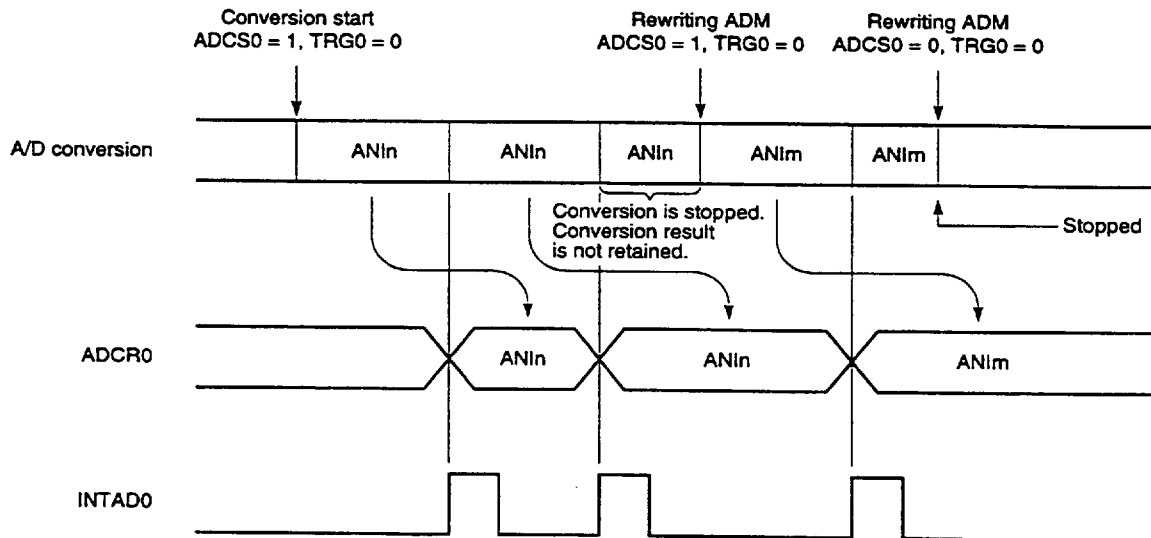 Conversion start
ADCS0 = 1, TRG0 = 0
Rewriting ADM
ADCS0 = 1, TRG0 = 0
Rewriting ADM
ADCS0 = 0, TRG0 = 0
A/D conversion
ANIn
ANIn
ANIn
ANIm
ANIm
Conversion is stopped.
Conversion result
is not retained.
Stopped
ADCR0
ANIn
ANIn
ANIm
INTAD0